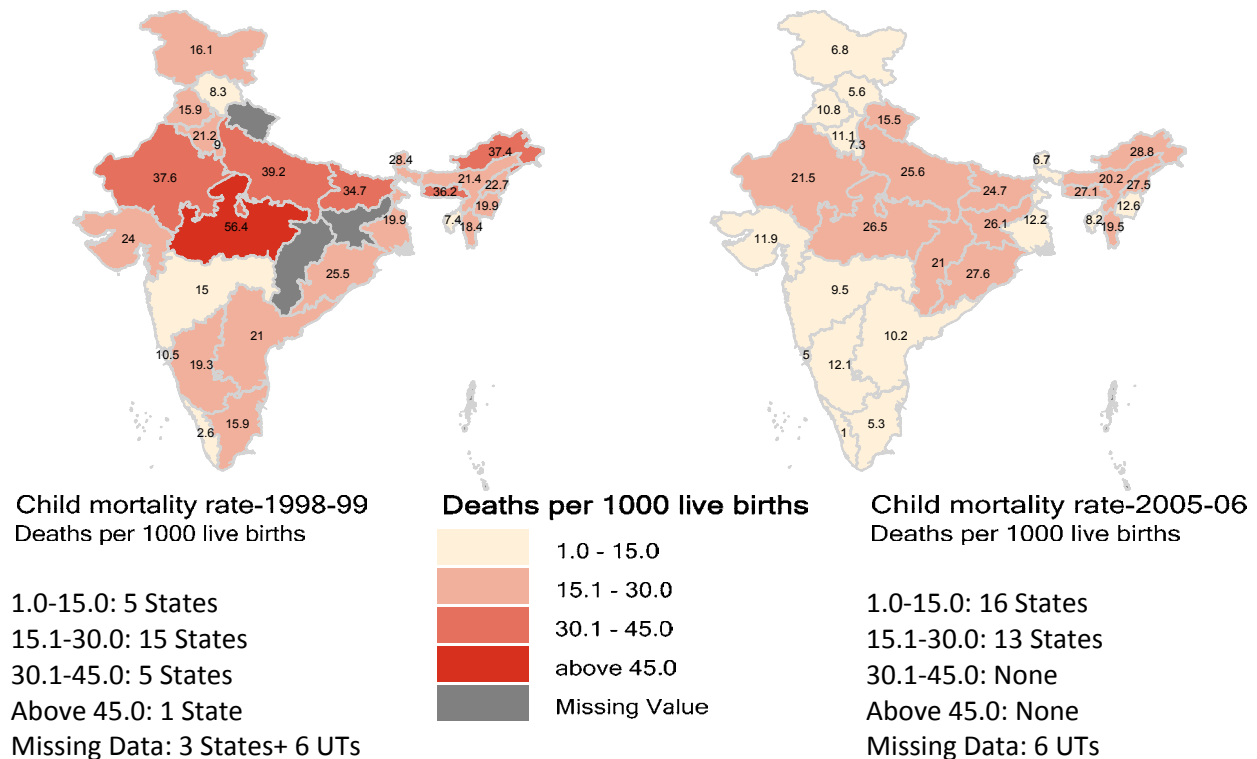 16.1
8.3
15.9
21.2
9
37.6
39.2
34.7
28.4
37.4
21.4
36.2
22.7
19.9
7.4
18.4
19.9
24
56.4
25.5
15
21
10.5
19.3
15.9
2.6
6.8
5.6
10.8
15.5
11.1
7.3
21.5
25.6
24.7
6.7
28.8
20.2
27.1
27.5
12.6
8.2
19.5
12.2
26.1
11.9
26.5
21
27.6
9.5
10.2
5
12.1
5.3
1
Child mortality rate-1998-99
Deaths per 1000 live births
1.0-15.0: 5 States
15.1-30.0: 15 States
30.1-45.0: 5 States
Above 45.0: 1 State
Missing Data: 3 States+ 6 UTs
Deaths per 1000 live births
1.0 - 15.0
15.1 - 30.0
30.1 - 45.0
above 45.0
Missing Value
Child mortality rate-2005-06
Deaths per 1000 live births
1.0-15.0: 16 States
15.1-30.0: 13 States
30.1-45.0: None
Above 45.0: None
Missing Data: 6 UTs